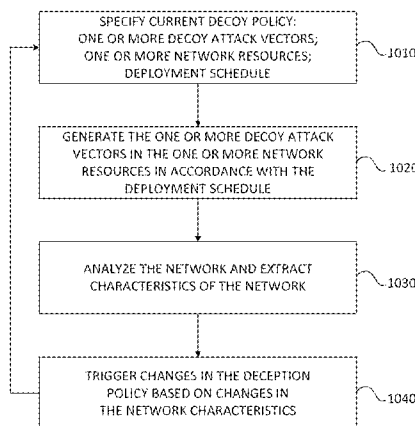 SPECIFY CURRENT DECOY POLICY:
ONE OR MORE DECOY ATTACK VECTORS;
ONE OR MORE NETWORK RESOURCES;
DEPLOYMENT SCHEDULE
1010
GENERATE THE ONE OR MORE DECOY ATTACK
VECTORS IN THE ONE OR MORE NETWORK
RESOURCES IN ACCORDANCE WITH THE
DEPLOYMENT SCHEDULE
1020
ANALYZE THE NETWORK AND EXTRACT
CHARACTERISTICS OF THE NETWORK
1030
TRIGGER CHANGES IN THE DECEPTION
POLICY BASED ON CHANGES IN
THE NETWORK CHARACTERISTICS
1040